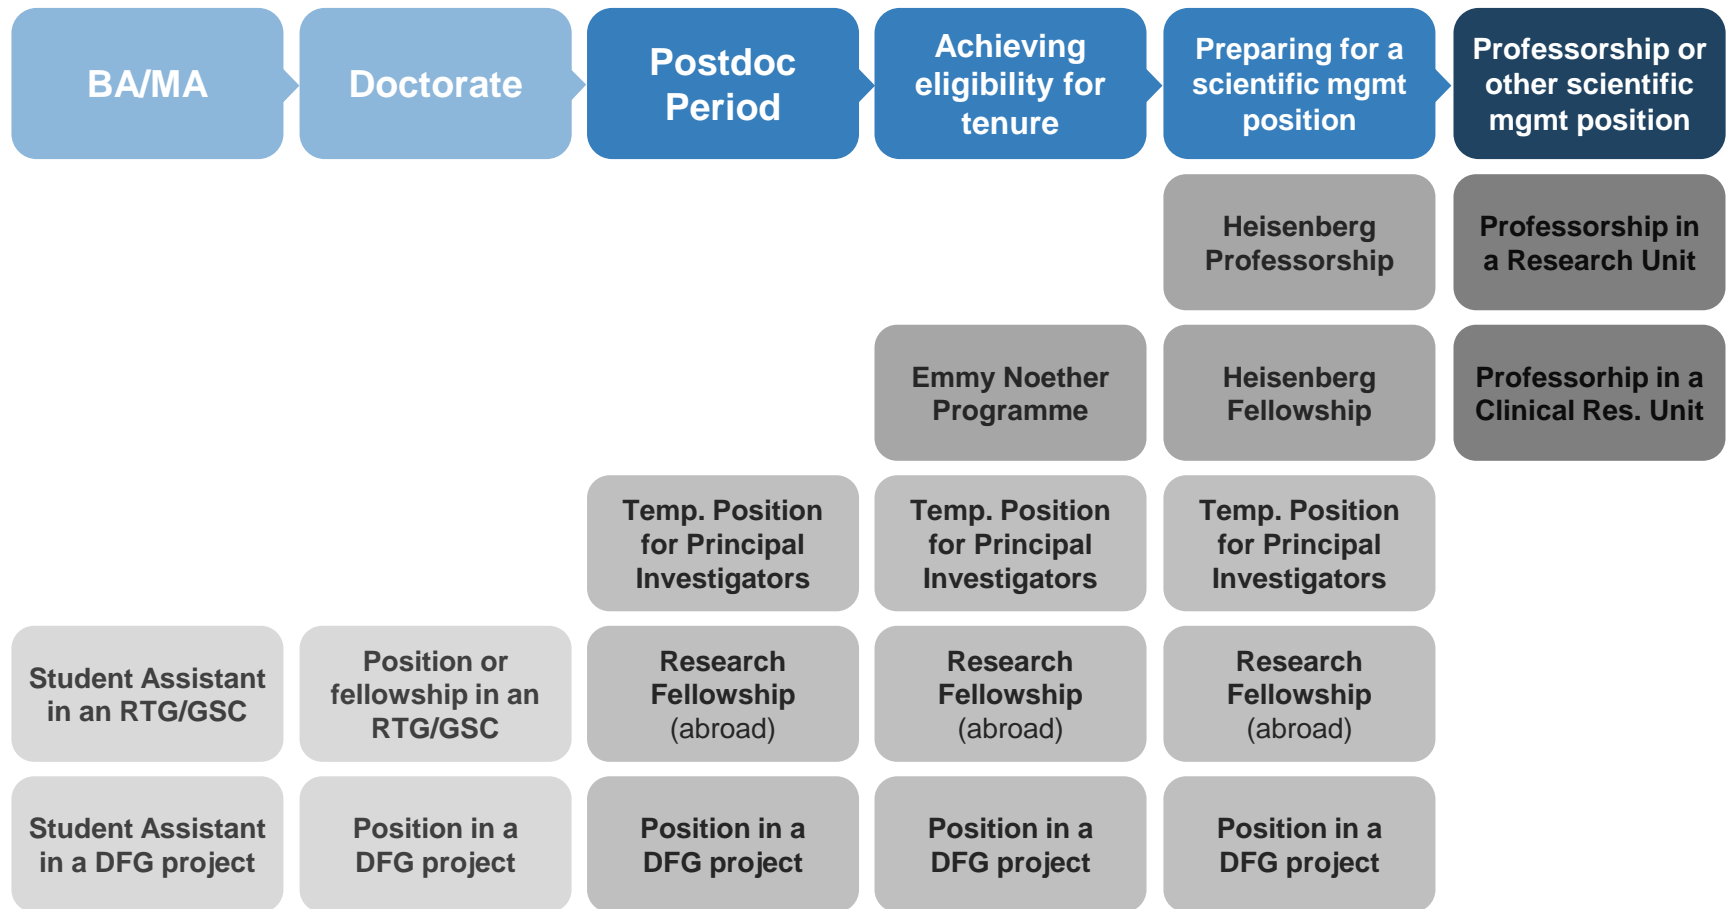 BA/MA
Doctorate
Postdoc
Period
Achieving
eligibility for
tenure
Preparing for a
scientific mgmt
position
Professorship or
other scientific
mgmt position
Heisenberg
Professorship
Professorship in
a Research Unit
Emmy Noether
Programme
Heisenberg
Fellowship
Professorhip in a
Clinical Res. Unit
Temp. Position
for Principal
Investigators
Temp. Position
for Principal
Investigators
Temp. Position
for Principal
Investigators
Student Assistant
in an RTG/GSC
Position or
fellowship in an
RTG/GSC
Research
Fellowship
(abroad)
Research
Fellowship
(abroad)
Research
Fellowship
(abroad)
Student Assistant
in a DFG project
Position in a
DFG project
Position in a
DFG project
Position in a
DFG project
Position in a
DFG project